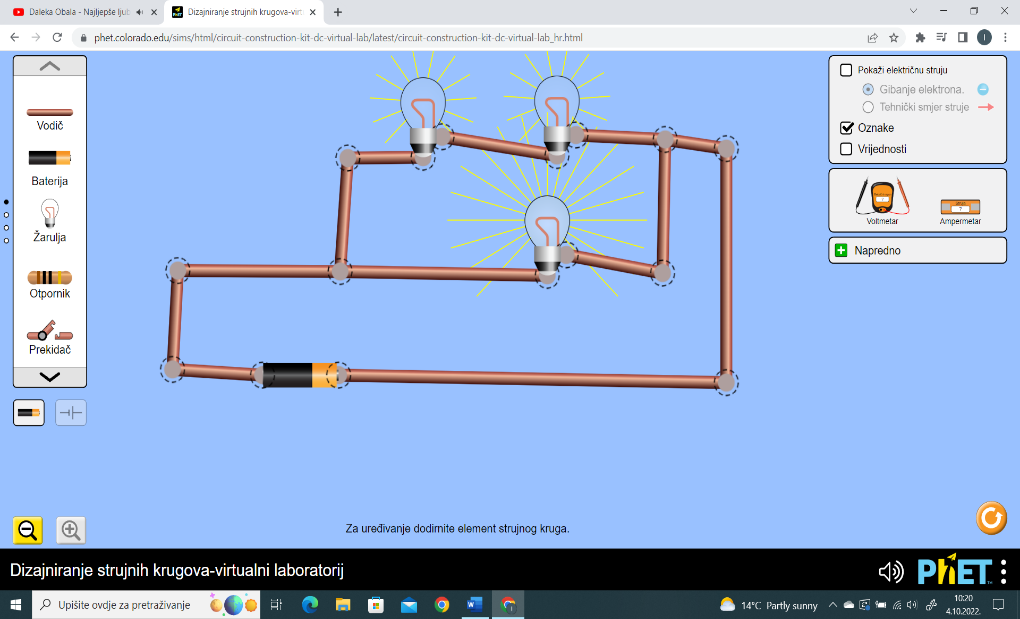 Daleka Obala - Najljepše ljub
Dizajniranje strujnih krugova-virt
phet.colorado.edu/sims/html/circuit-construction-kit-dc-virtual-lab/latest/circuit-construction-kit-dc-virtual-lab_hr.html
I
Vodič
Baterija
Žarulja
Otpornik
Prekidač
Pokaži električnu struju
Gibanje elektrona.
Tehnički smjer struje
Oznake
Vrijednosti
Voltmetar
Ampermetar
Napredno
Za uređivanje dodirnite element strujnog kruga.
Dizajniranje strujnih krugova-virtualni laboratorij
PhET
Upišite ovdje za pretraživanje
14°C Partly sunny
10:20
4.10.2022.